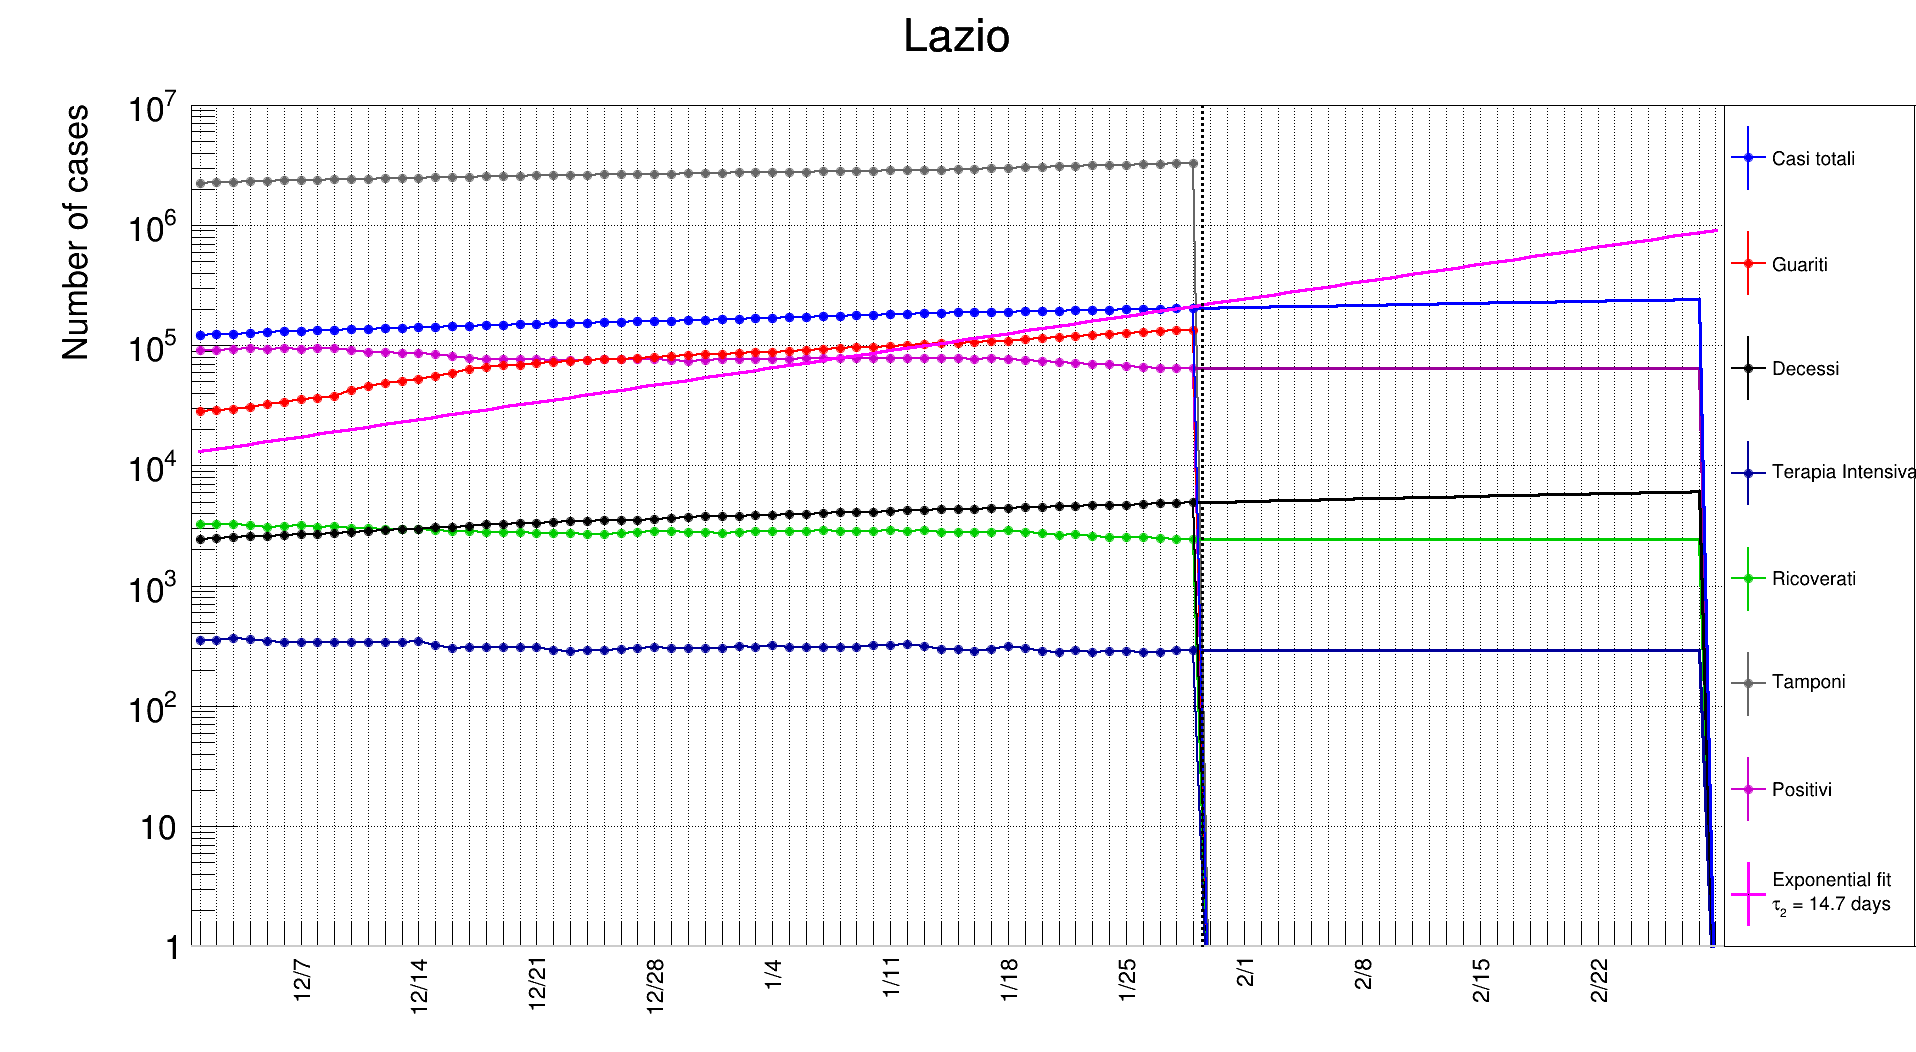 Lazio
Number of cases
10^7
10^6
10^5
10^4
10^3
10^2
10
1
12/7
12/14
12/21
12/28
1/4
1/11
1/18
1/25
2/1
2/8
2/15
2/22
Casi totali
Guariti
Decessi
Terapia Intensiva
Ricoverati
Tamponi
Positivi
Exponential fit
τ₂ = 14.7 days